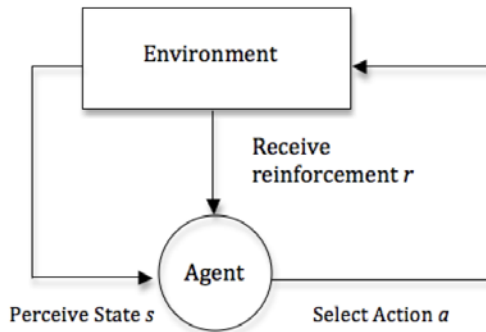 Environment
Receive
reinforcement r
Agent
Perceive State s
Select Action a